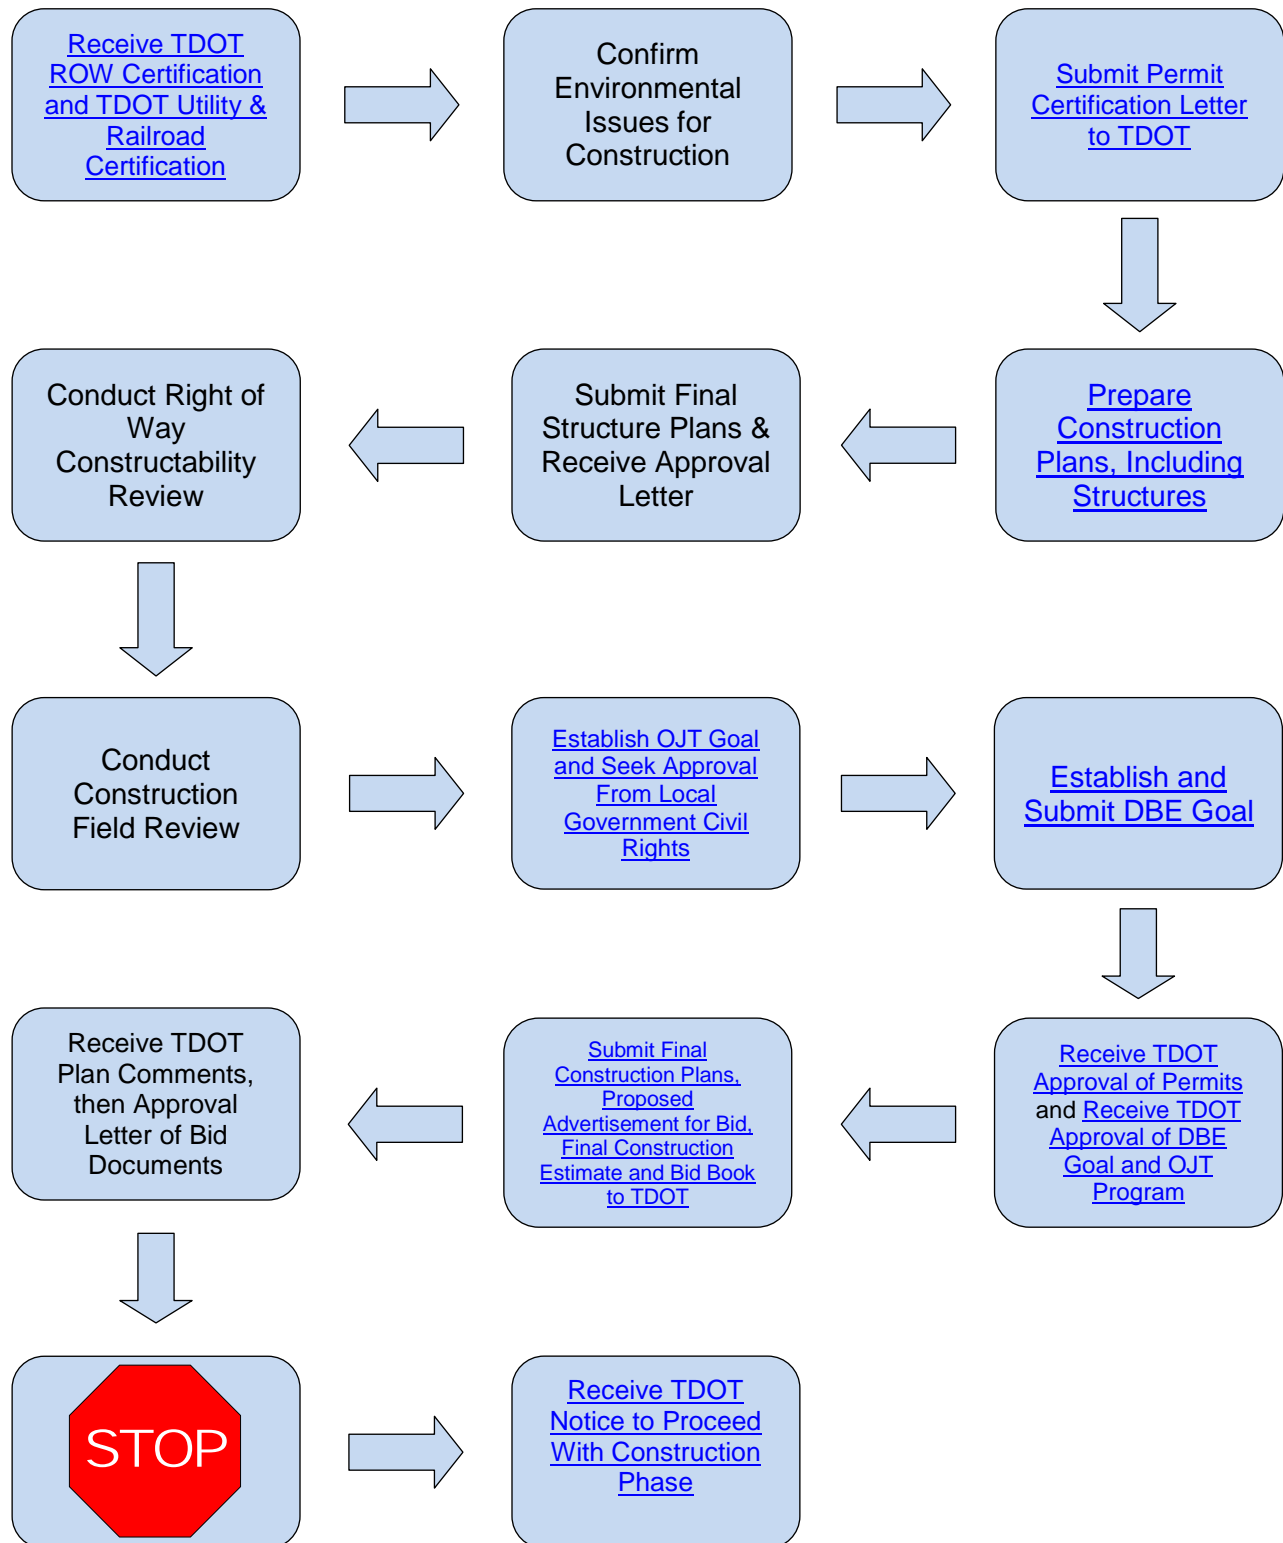 Receive TDOT
ROW Certification
and TDOT Utility &
Railroad
Certification
Confirm
Environmental
Issues for
Construction
Submit Permit
Certification Letter
to TDOT
Prepare
Construction
Plans, Including
Structures
Submit Final
Structure Plans &
Receive Approval
Letter
Conduct Right of
Way
Constructability
Review
Conduct
Construction
Field Review
Establish OJT Goal
and Seek Approval
From Local
Government Civil
Rights
Establish and
Submit DBE Goal
Receive TDOT
Approval of Permits
and Receive TDOT
Approval of DBE
Goal and OJT
Program
Submit Final
Construction Plans,
Proposed
Advertisement for Bid,
Final Construction
Estimate and Bid Book
to TDOT
Receive TDOT
Plan Comments,
then Approval
Letter of Bid
Documents
STOP
Receive TDOT
Notice to Proceed
With Construction
Phase